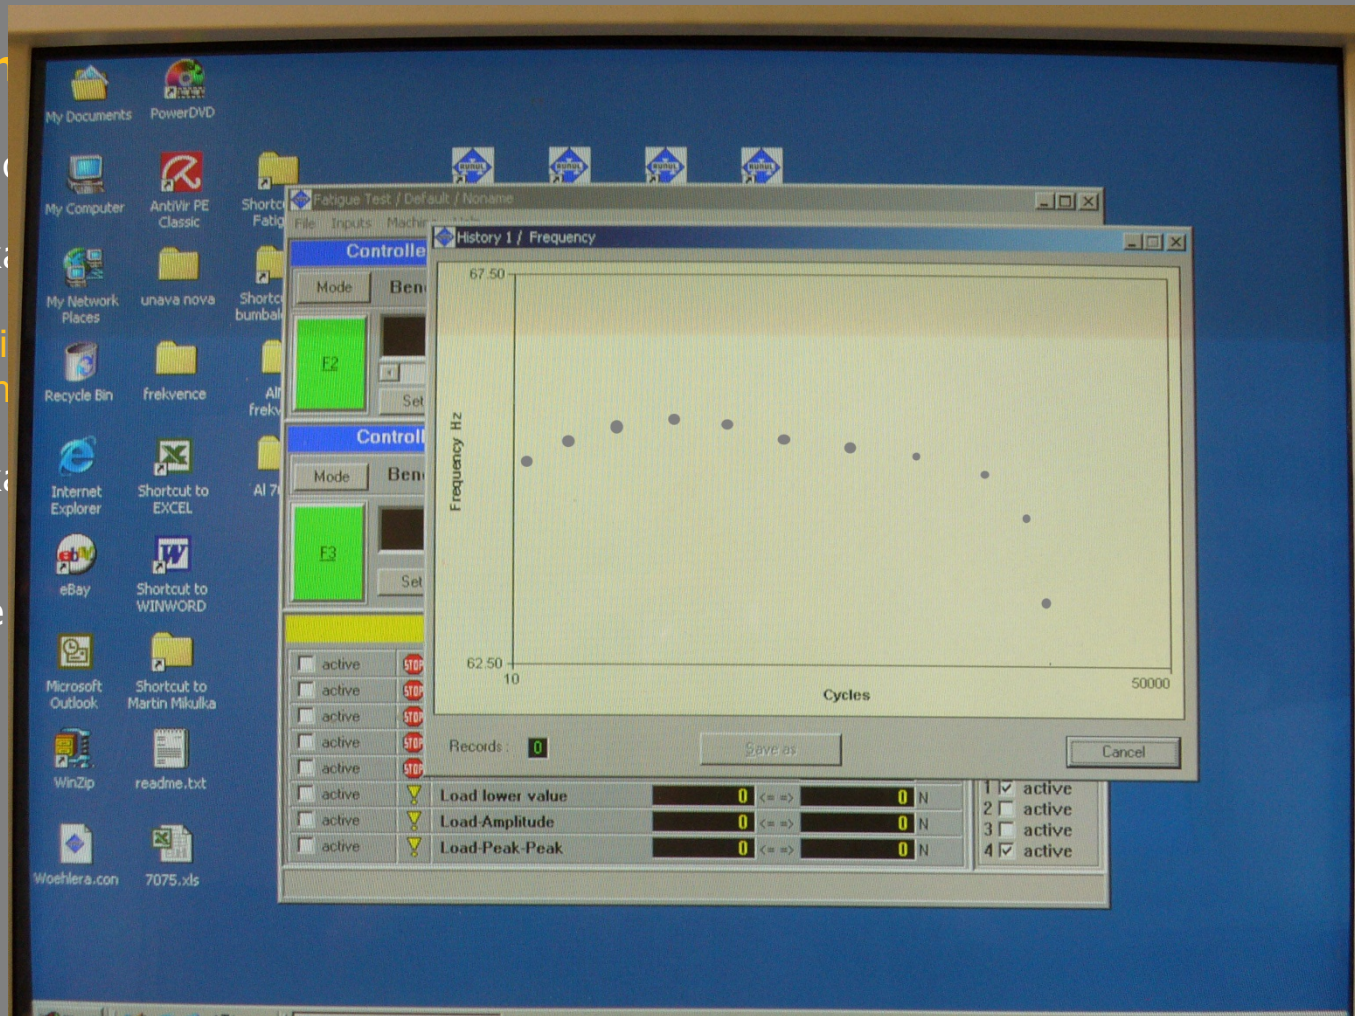 My Documents
PowerDVD
My Computer
AntiVir PE
Classic
My Network
Places
unava nova
Recycle Bin
frekvence
Internet
Explorer
Shortcut to
EXCEL
eBay
Shortcut to
WINWORD
Microsoft
Outlook
Shortcut to
Martin Mikulka
WinZip
readme.txt
Woehlera.con
7075.xls
Fatigue Test / Default / Noname
File Inputs
Mode
F2
Set
Mode
F3
Set
active STOP
active STOP
active STOP
active STOP
active STOP
active
active
active
History 1 / Frequency
67.50
Frequency Hz
62.50
10
Cycles
50000
Records : 0
Save as
Cancel
Load lower value 0 <= => 0 N
Load-Amplitude 0 <= => 0 N
Load-Peak-Peak 0 <= => 0 N
1 active
2 active
3 active
4 active